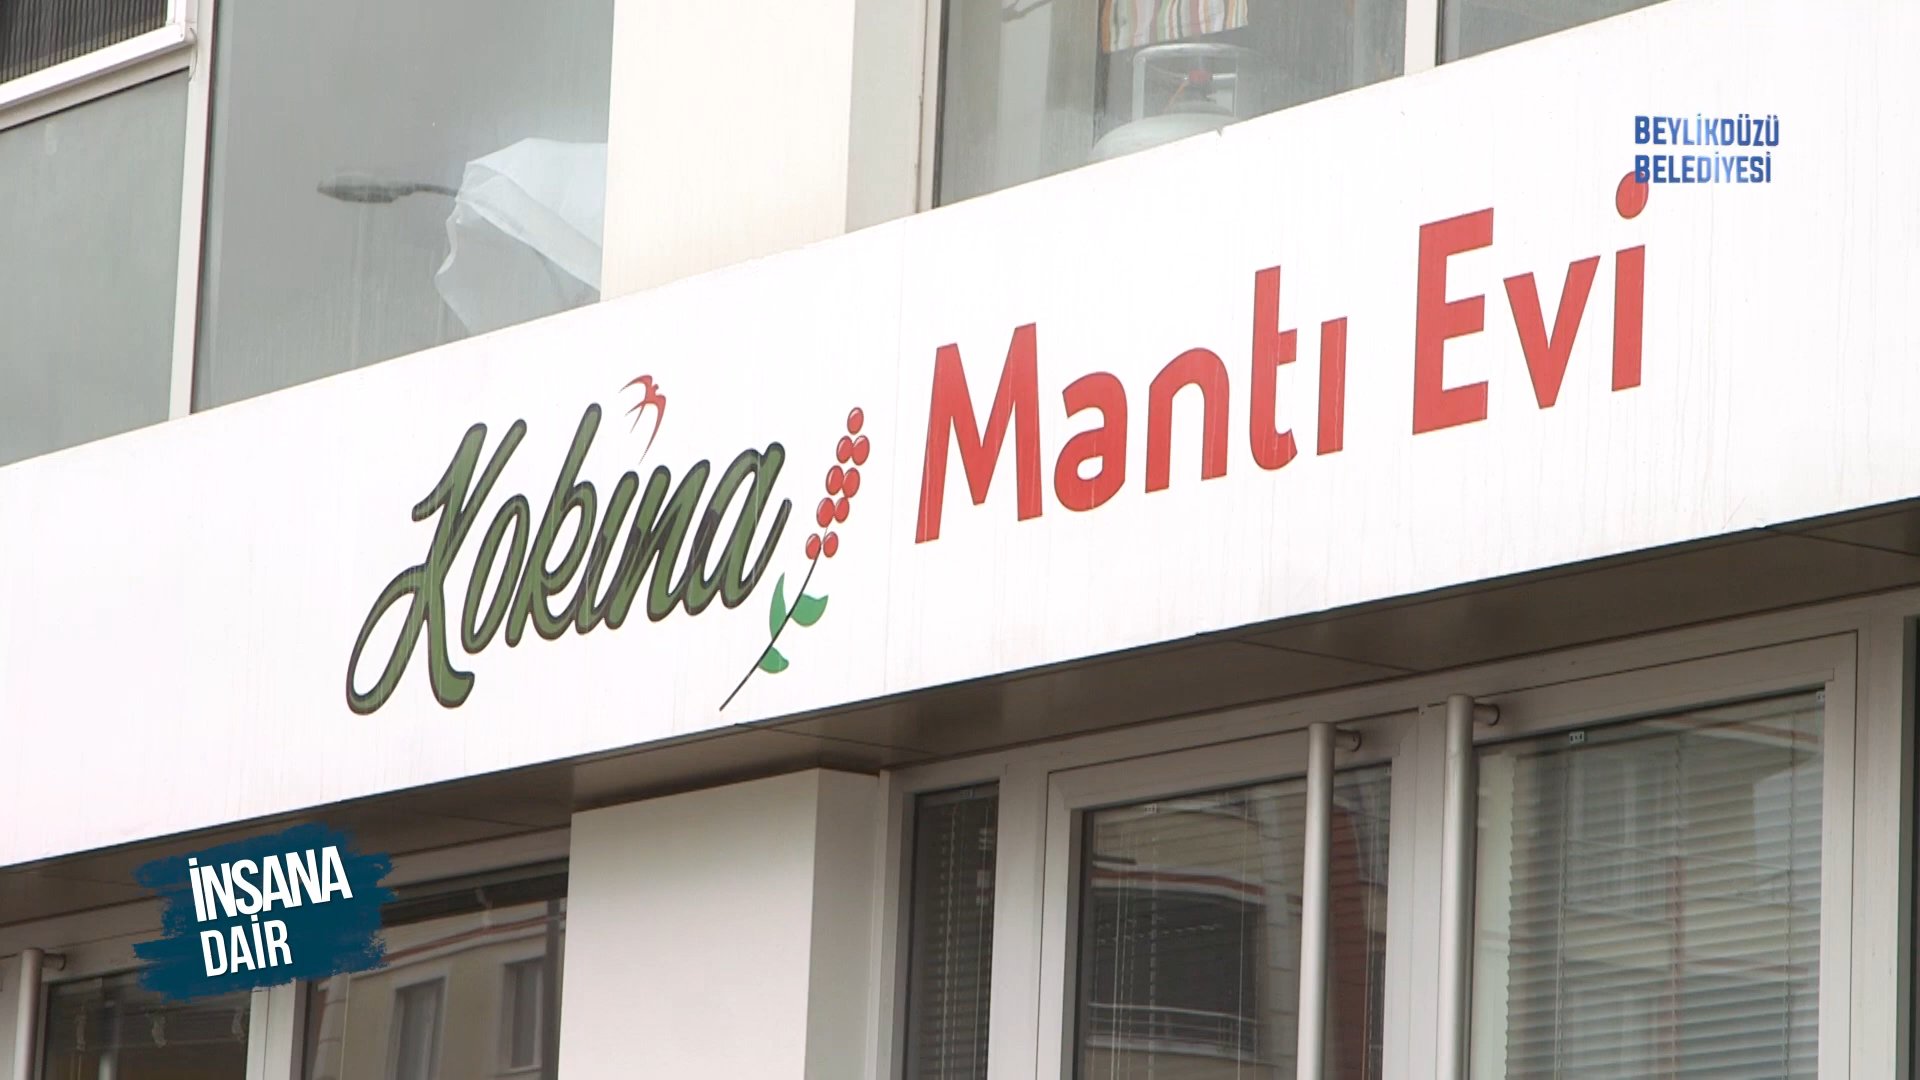 BEYLİKDÜZÜ
BELEDİYESİ
Kokina Mantı Evi
İNSANA
DAİR